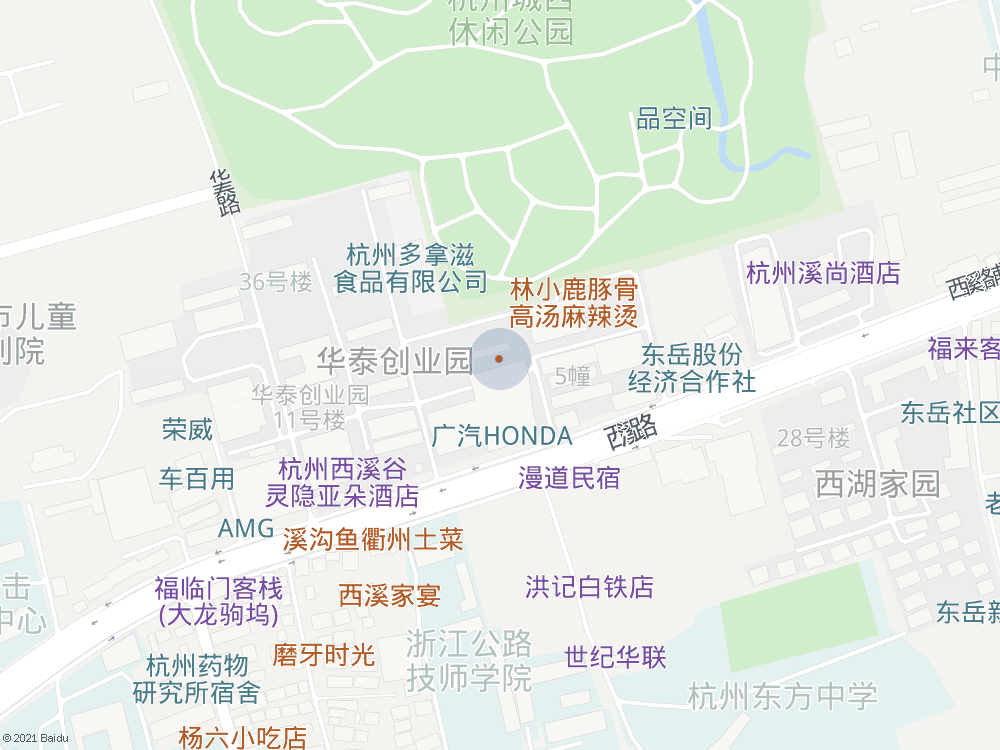 杭州城西
休闲公园
中
品空间
华泰路
杭州多拿滋
食品有限公司
36号楼
林小鹿豚骨
高汤麻辣烫
杭州溪尚酒店
西溪路
市儿童
利院
华泰创业园
5幢
东岳股份
经济合作社
福来客
华泰创业园
11号楼
东岳社区
荣威
广汽HONDA
西溪路
28号楼
车百用
杭州西溪谷
灵隐亚朵酒店
漫道民宿
西湖家园
老
AMG
溪沟鱼衢州土菜
击
中心
福临门客栈
(大龙驹坞)
西溪家宴
洪记白铁店
东岳新
磨牙时光
浙江公路
技师学院
世纪华联
杭州药物
研究所宿舍
杭州东方中学
杨六小吃店
© 2021 Baidu